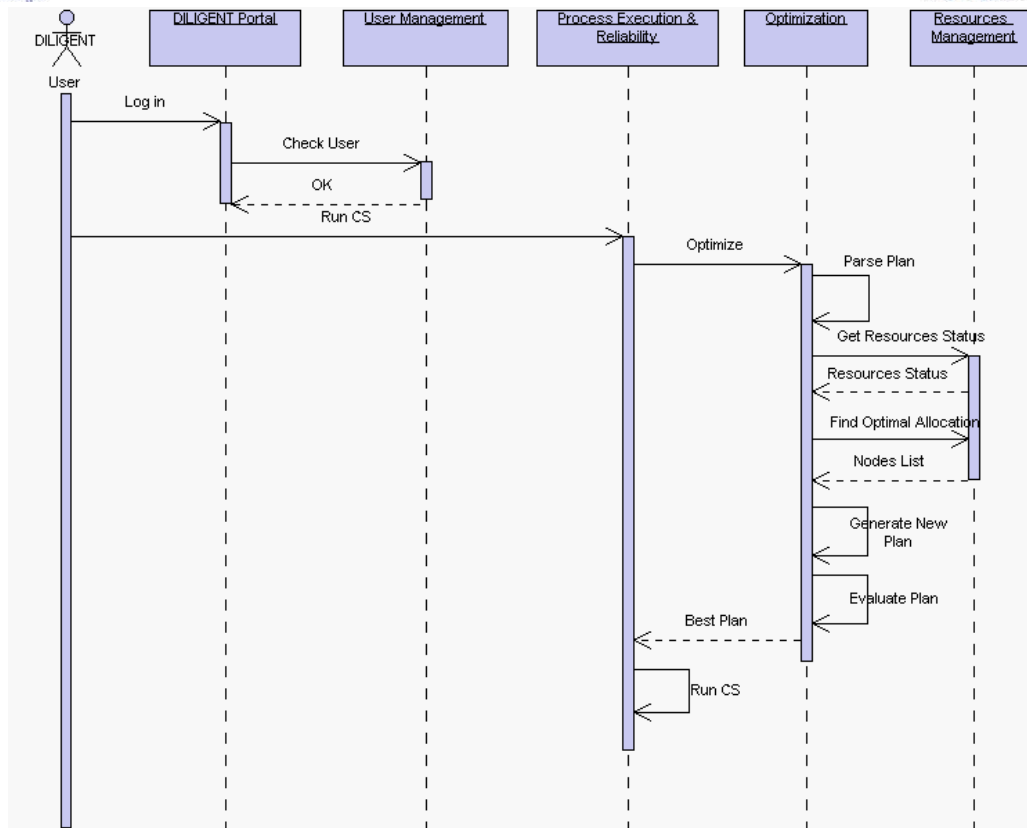 DILIGENT
User
DILIGENT Portal
User Management
Process Execution &
Reliability
Optimization
Resources
Management
Log in
Check User
OK
Run CS
Optimize
Parse Plan
Get Resources Status
Resources Status
Find Optimal Allocation
Nodes List
Generate New
Plan
Evaluate Plan
Best Plan
Run CS